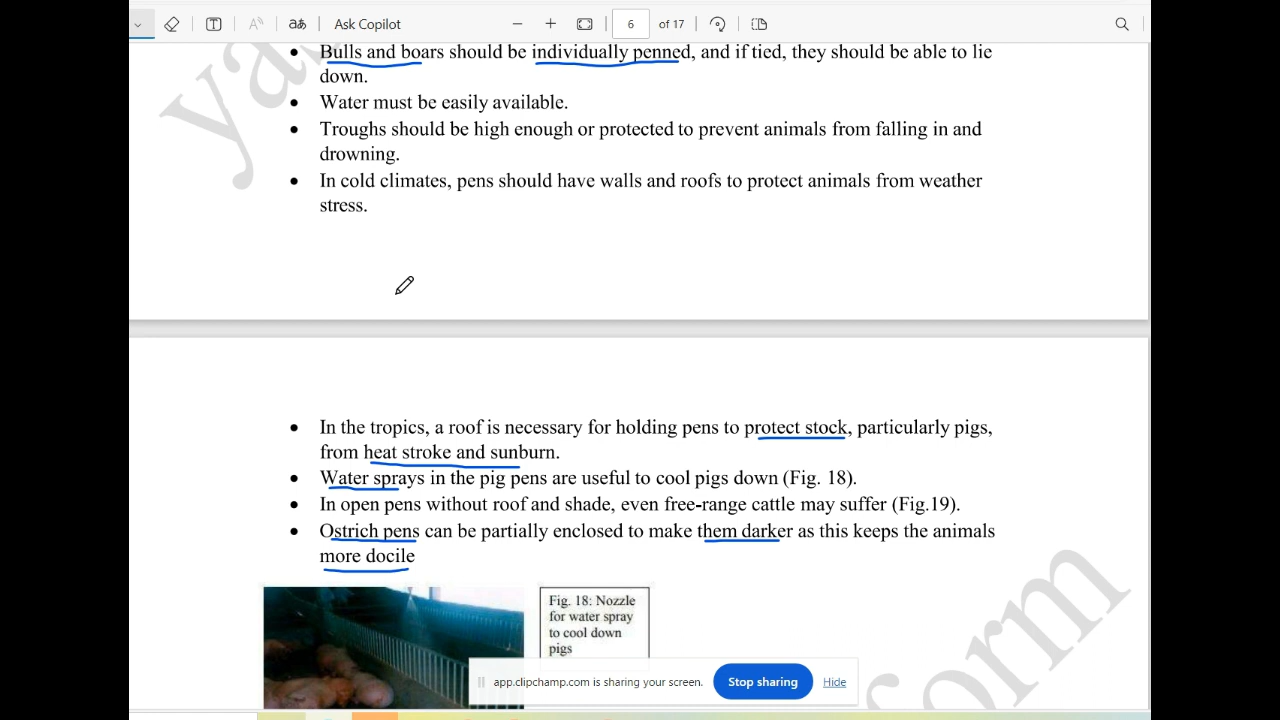 Ask Copilot
6 of 17
• Bulls and boars should be individually penned, and if tied, they should be able to lie
down.
• Water must be easily available.
• Troughs should be high enough or protected to prevent animals from falling in and
drowning.
• In cold climates, pens should have walls and roofs to protect animals from weather
stress.
• In the tropics, a roof is necessary for holding pens to protect stock, particularly pigs,
from heat stroke and sunburn.
• Water sprays in the pig pens are useful to cool pigs down (Fig. 18).
• In open pens without roof and shade, even free-range cattle may suffer (Fig.19).
• Ostrich pens can be partially enclosed to make them darker as this keeps the animals
more docile
Fig. 18: Nozzle
for water spray
to cool down
pigs
app.clipchamp.com is sharing your screen.
Stop sharing
Hide